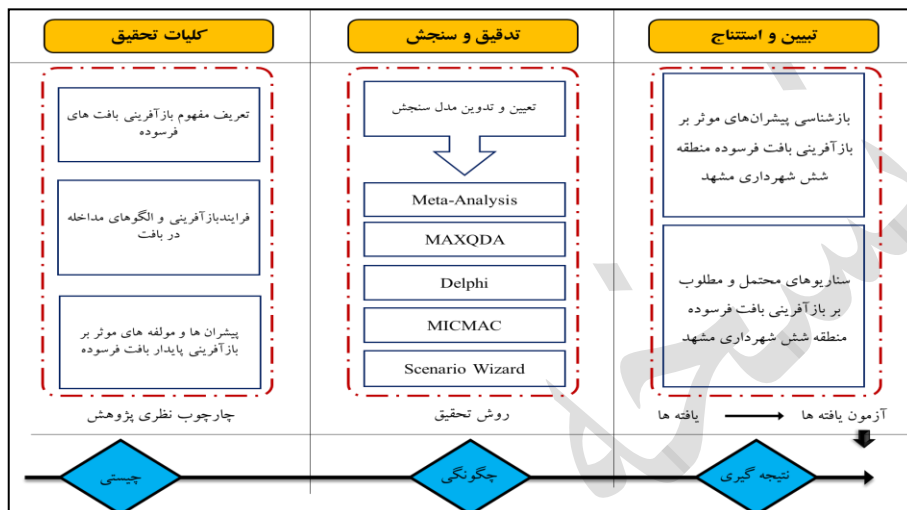 کلیات تحقیق
تدقیق و سنجش
تبیین و استنتاج
تعریف مفهوم بازآفرینی بافت های
فرسوده
فرایندبازآفرینی و الگوهای مداخله
در بافت
پیشران ها و مولفه های موثر بر
بازآفرینی پایدار بافت فرسوده
چارچوب نظری پژوهش
تعیین و تدوین مدل سنجش
Meta-Analysis
MAXQDA
Delphi
MICMAC
Scenario Wizard
روش تحقیق
بازشناسی پیشران‌های موثر بر
بازآفرینی بافت فرسوده منطقه
شش شهرداری مشهد
سناریوهای محتمل و مطلوب
بر بازآفرینی بافت فرسوده
منطقه شش شهرداری مشهد
آزمون یافته ها
یافته ها
چیستی
چگونگی
نتیجه گیری